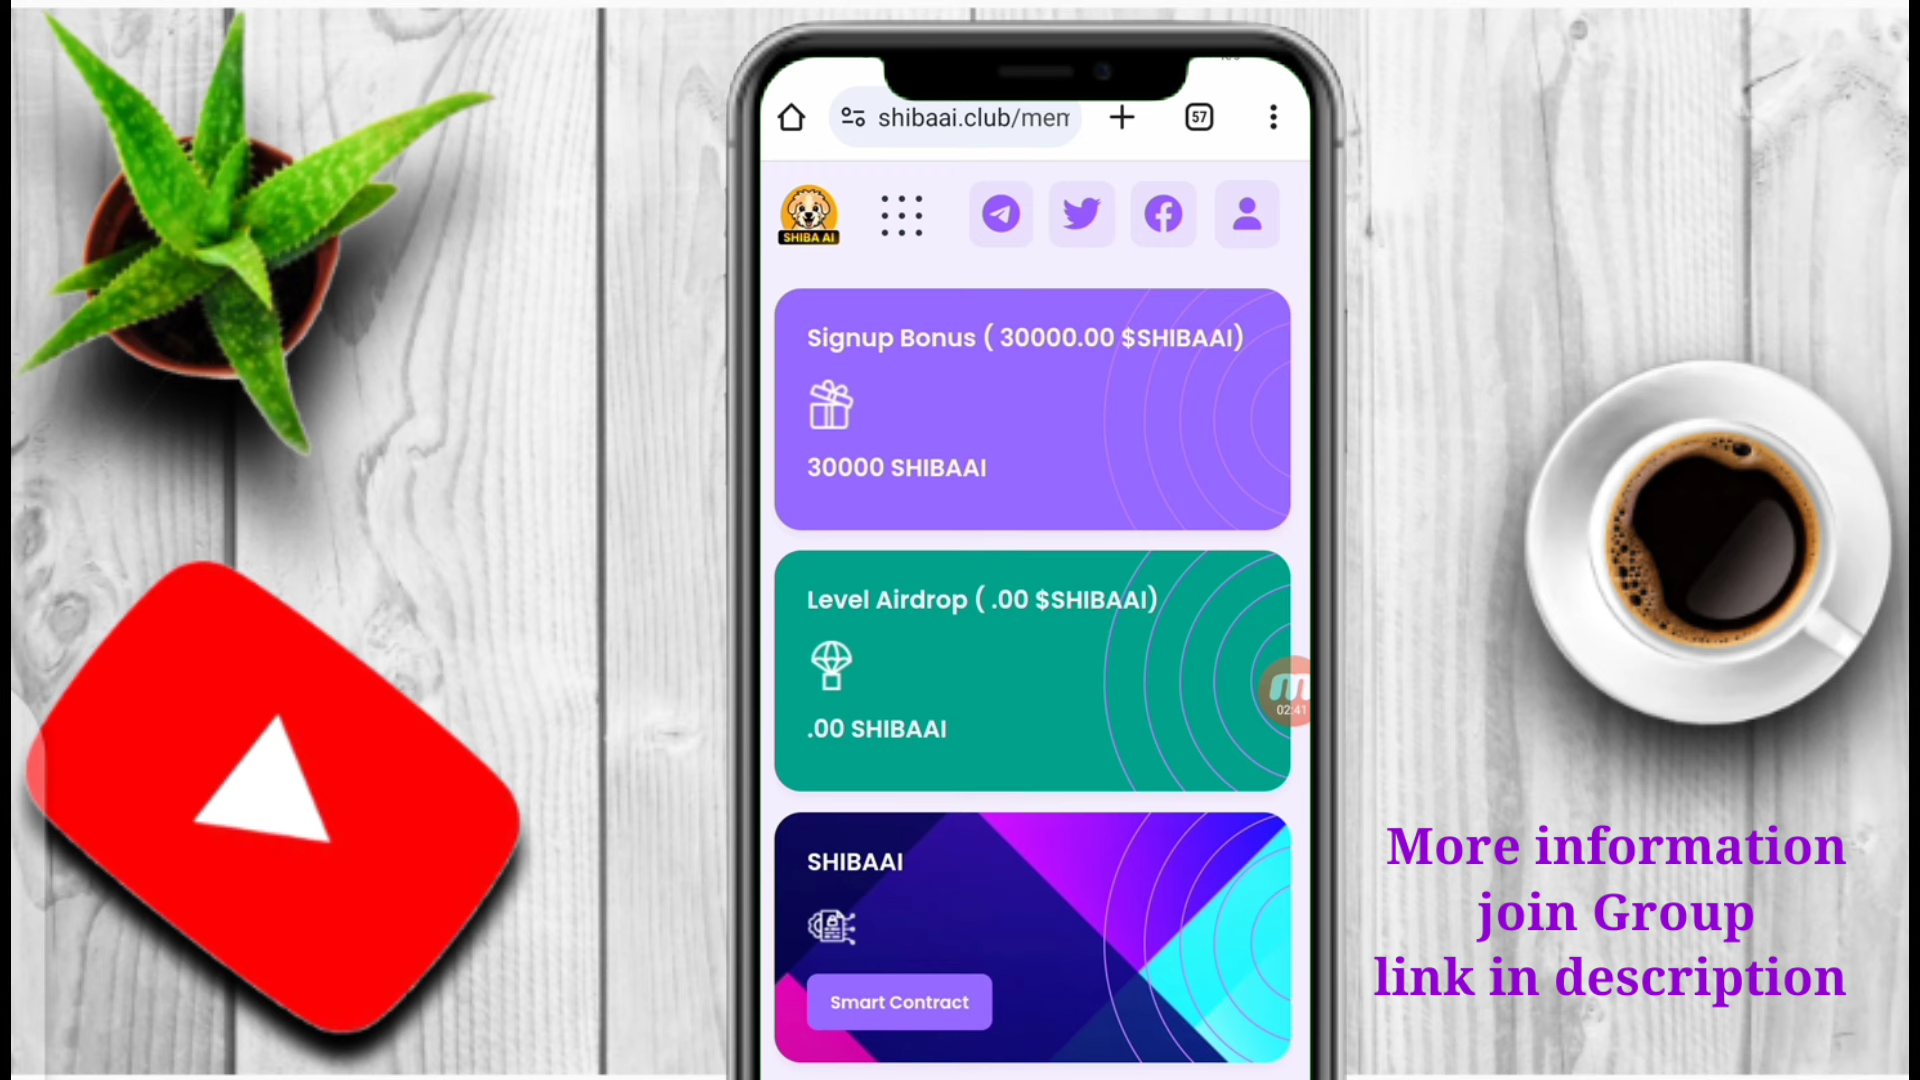 shibaai.club/mem
57
SHIBA AI
Signup Bonus ( 30000.00 $SHIBAAI)
30000 SHIBAAI
Level Airdrop ( .00 $SHIBAAI)
.00 SHIBAAI
02:41
SHIBAAI
Smart Contract
More information
join Group
link in description